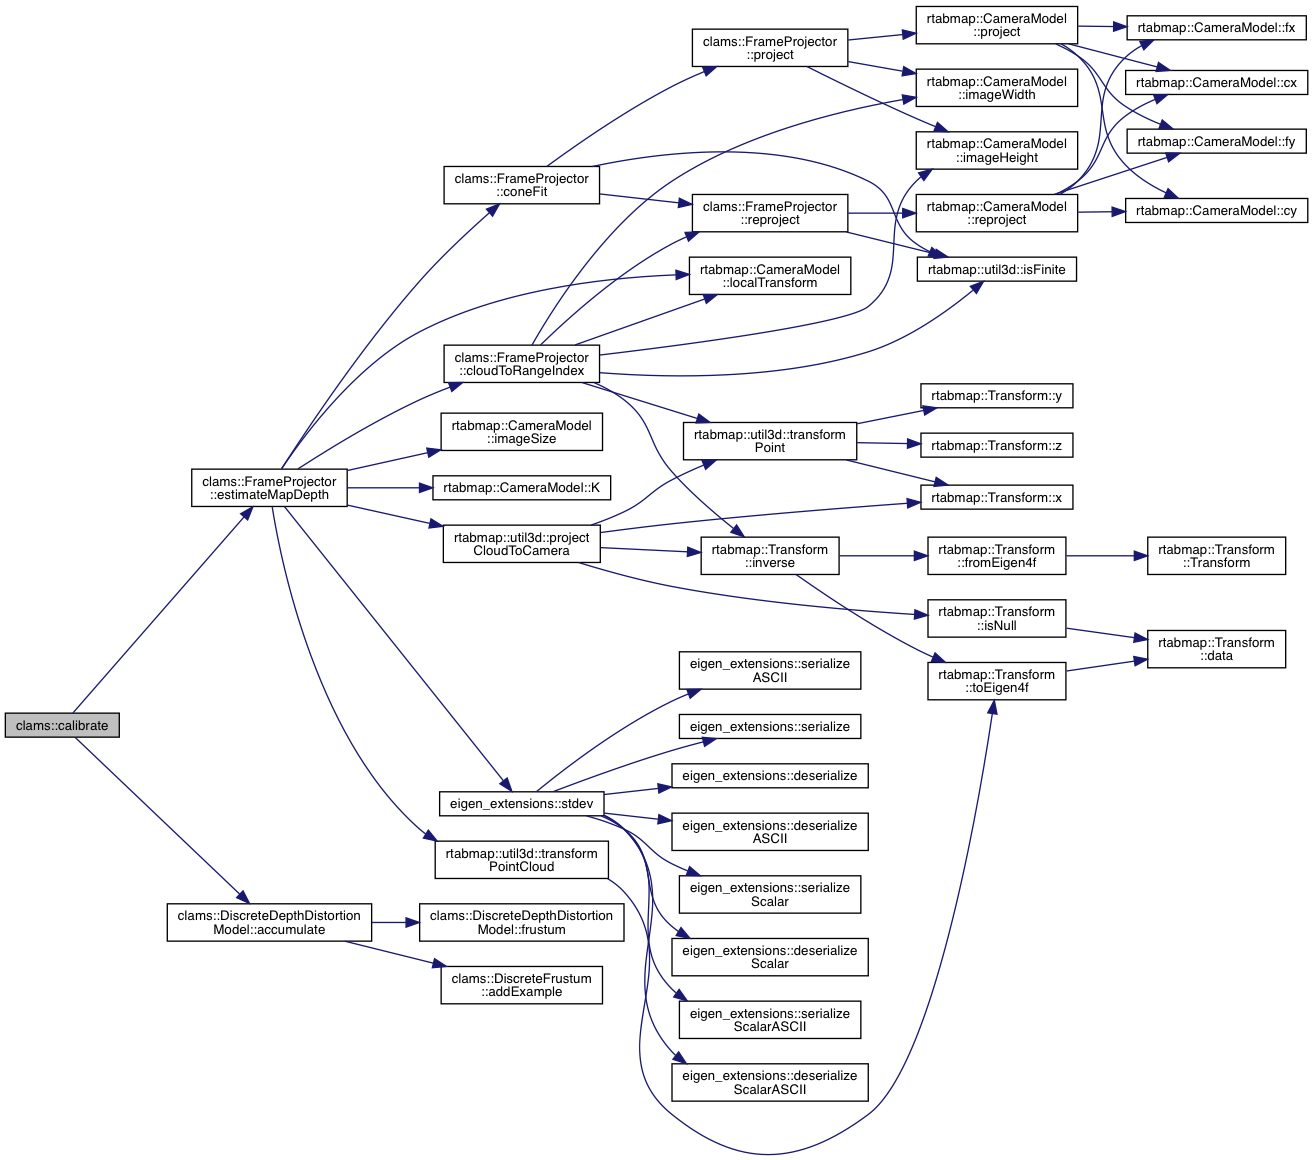 clams::calibrate
clams::FrameProjector
::estimateMapDepth
clams::DiscreteDepthDistortion
Model::accumulate
clams::FrameProjector
::coneFit
clams::FrameProjector
::cloudToRangeIndex
rtabmap::CameraModel
::imageSize
rtabmap::CameraModel::K
rtabmap::util3d::project
CloudToCamera
eigen_extensions::stdev
rtabmap::util3d::transform
PointCloud
clams::DiscreteDepthDistortion
Model::frustum
clams::DiscreteFrustum
::addExample
clams::FrameProjector
::project
clams::FrameProjector
::reproject
rtabmap::CameraModel
::localTransform
rtabmap::util3d::transform
Point
rtabmap::Transform
::inverse
eigen_extensions::serialize
ASCII
eigen_extensions::serialize
eigen_extensions::deserialize
eigen_extensions::deserialize
ASCII
eigen_extensions::serialize
Scalar
eigen_extensions::deserialize
Scalar
eigen_extensions::serialize
ScalarASCII
eigen_extensions::deserialize
ScalarASCII
rtabmap::CameraModel
::project
rtabmap::CameraModel
::imageWidth
rtabmap::CameraModel
::imageHeight
rtabmap::CameraModel
::reproject
rtabmap::util3d::isFinite
rtabmap::Transform::y
rtabmap::Transform::z
rtabmap::Transform::x
rtabmap::Transform
::fromEigen4f
rtabmap::Transform
::isNull
rtabmap::Transform
::toEigen4f
rtabmap::CameraModel::fx
rtabmap::CameraModel::cx
rtabmap::CameraModel::fy
rtabmap::CameraModel::cy
rtabmap::Transform
::Transform
rtabmap::Transform
::data